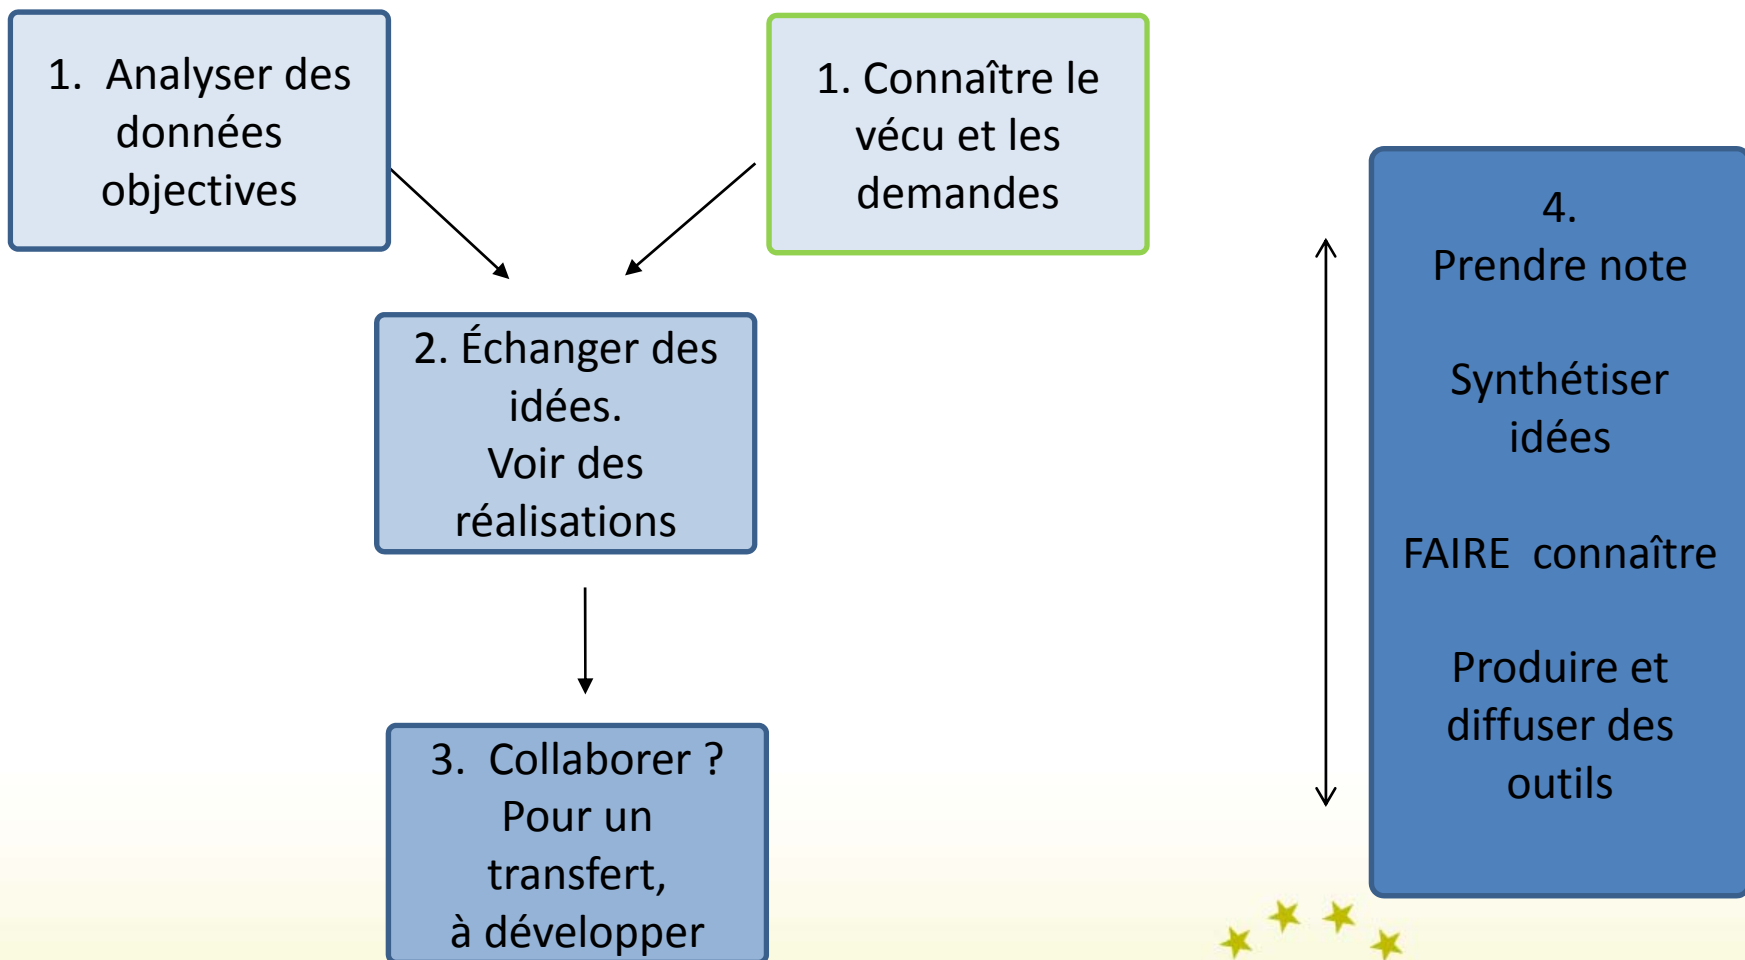 1. Analyser des
données
objectives
1. Connaître le
vécu et les
demandes
2. Échanger des
idées.
Voir des
réalisations
3. Collaborer ?
Pour un
transfert,
à développer
4.
Prendre note
Synthétiser
idées
FAIRE connaître
Produire et
diffuser des
outils